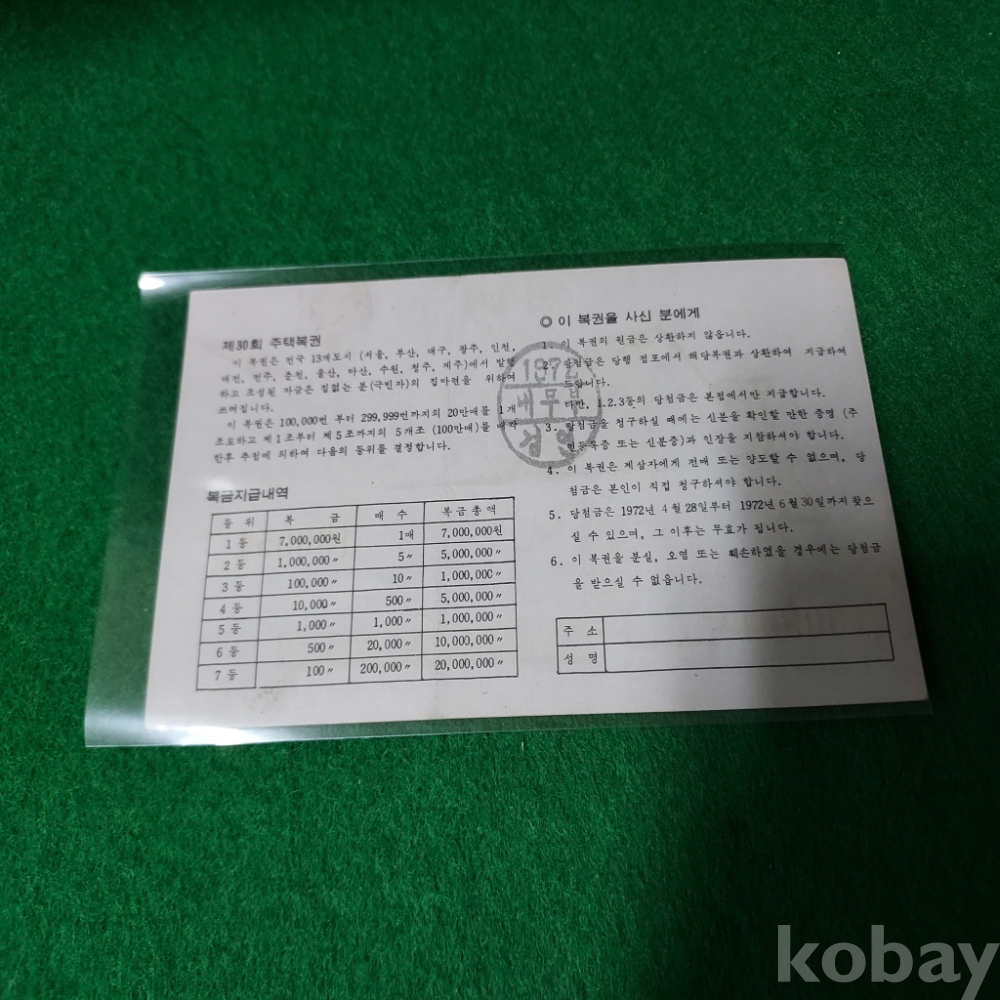 제30회 주택복권
이 복권은 전국 13개도시 (서울, 부산, 대구, 광주, 인천,
대전, 전주, 춘천, 울산, 마산, 수원, 청주, 제주)에서 발행
하고 조성된 자금은 집없는 분(국민자)의 집마련을 위하여
쓰여집니다.
이 복권은 100,000번 부터 299,999번까지의 20만매를 1개
조로하고 제1조부터 제5조까지의 5개조 (100만매)를 매각
한후 추첨에 의하여 다음의 등위를 결정합니다.
복금지급내역
등 위 복 금 매 수 복금총액
1 등 7,000,000원 1매 7,000,000원
2 등 1,000,000〃 5〃 5,000,000〃
3 등 100,000〃 10〃 1,000,000〃
4 등 10,000〃 500〃 5,000,000〃
5 등 1,000〃 1,000〃 1,000,000〃
6 등 500〃 20,000〃 10,000,000〃
7 등 100〃 200,000〃 20,000,000〃
◎ 이 복권을 사신 분에게
1. 이 복권의 원금은 상환하지 않읍니다.
2. 당첨금은 당행 점포에서 해당복권과 상환하여 지급하여
드립니다.
다만, 1.2.3등의 당첨금은 본점에서만 지급합니다.
3. 당첨금을 청구하실 때에는 신분을 확인할 만한 증명 (주
민등록증 또는 신분증)과 인장을 지참하셔야 합니다.
4. 이 복권은 제삼자에게 전매 또는 양도할 수 없으며, 당
첨금은 본인이 직접 청구하셔야 합니다.
5. 당첨금은 1972년 4월 28일부터 1972년 6월 30일까지 찾으
실 수 있으며, 그 이후는 무효가 됩니다.
6. 이 복권을 분실, 오염 또는 훼손하였을 경우에는 당첨금
을 받으실 수 없읍니다.
주 소
성 명
1972
내무부
kobay